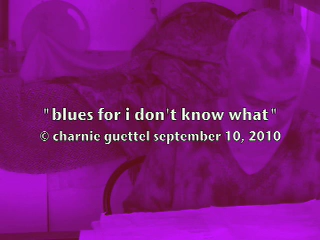 "blues for i don't know what"
© charnie guettel september 10, 2010